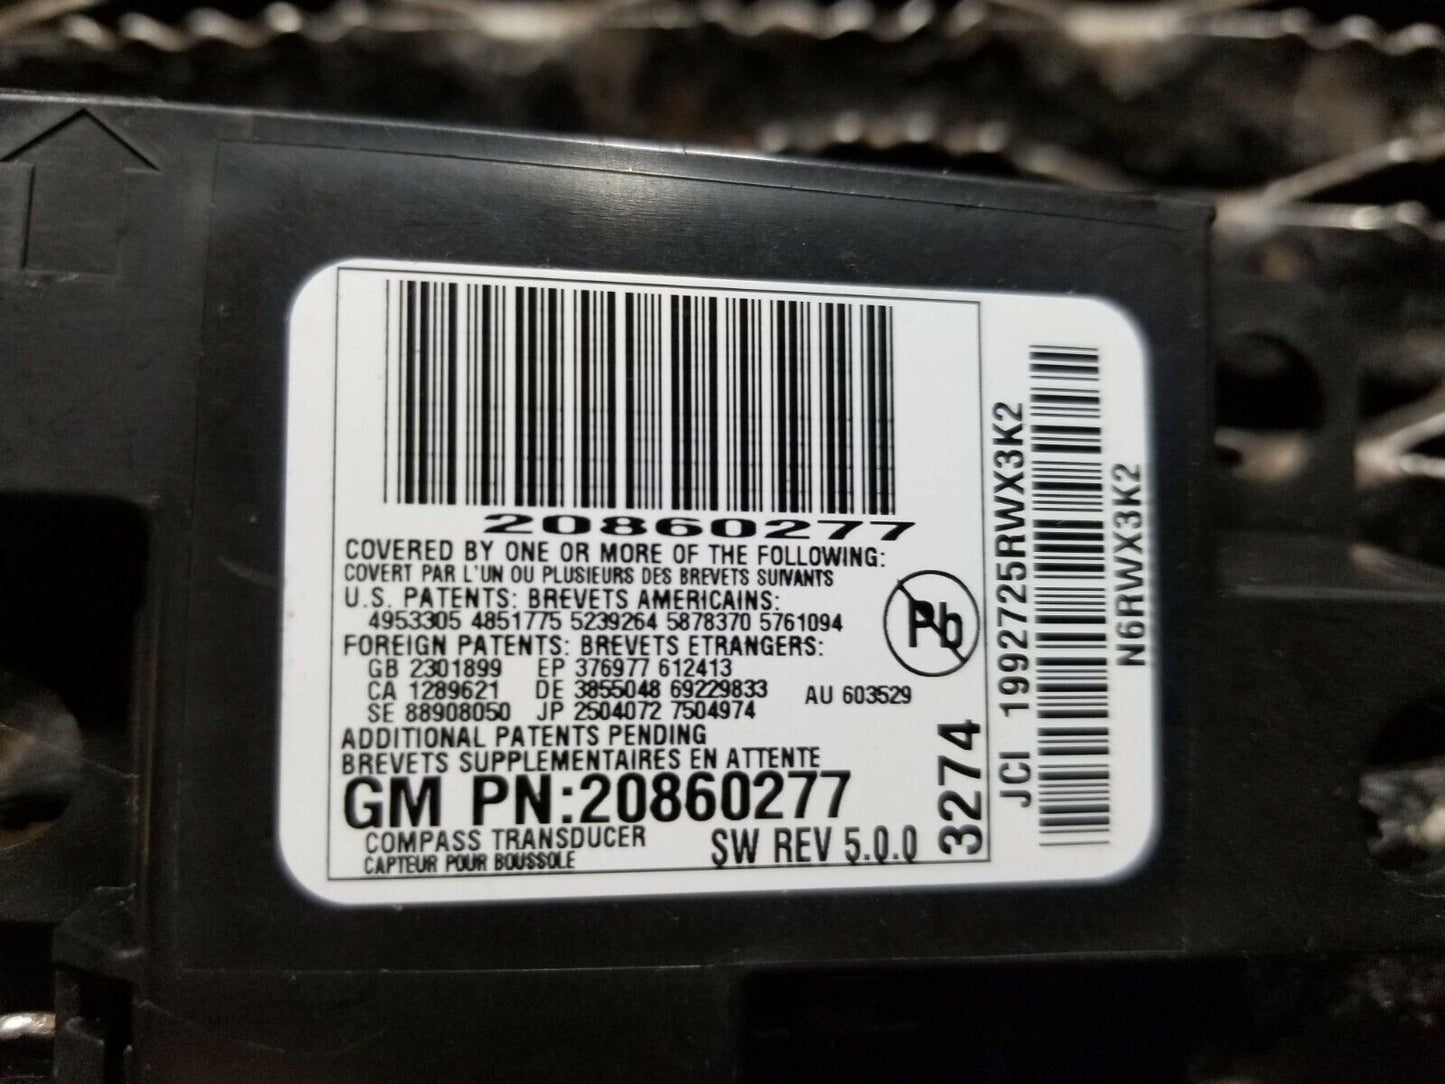 20860277
COVERED BY ONE OR MORE OF THE FOLLOWING:
COVERT PAR L'UN OU PLUSIEURS DES BREVETS SUIVANTS
U.S. PATENTS: BREVETS AMERICAINS:
4953305 4851775 5239264 5878370 5761094
FOREIGN PATENTS: BREVETS ETRANGERS:
GB 2301899 EP 376977 612413
CA 1289621 DE 3855048 69229833 AU 603529
SE 88908050 JP 2504072 7504974
ADDITIONAL PATENTS PENDING
BREVETS SUPPLEMENTAIRES EN ATTENTE
GM PN:20860277
COMPASS TRANSDUCER SW REV 5.0.0
CAPTEUR POUR BOUSSOLE
Pb
3274
JCI 1992725RWX3K2
N6RWX3K2